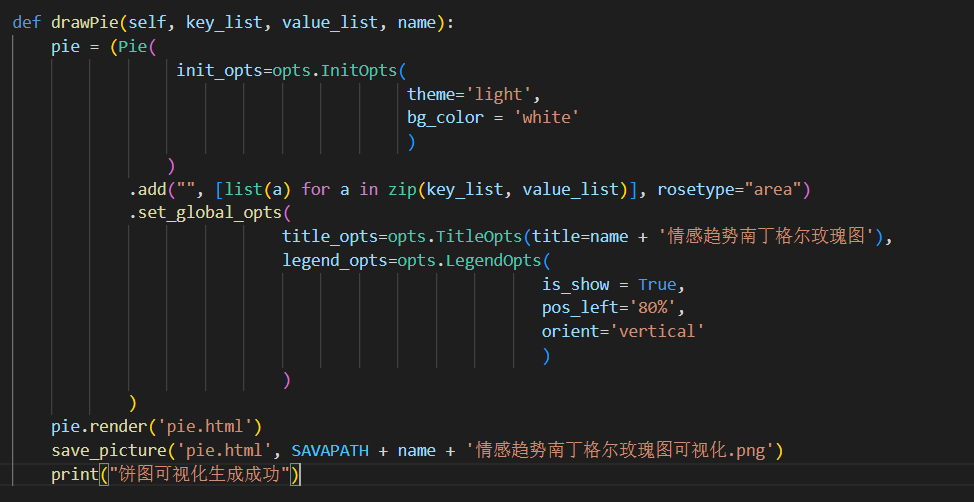 def drawPie(self, key_list, value_list, name):
pie = (Pie(
init_opts=opts.InitOpts(
theme='light',
bg_color = 'white'
)
)
.add("", [list(a) for a in zip(key_list, value_list)], rosetype="area")
.set_global_opts(
title_opts=opts.TitleOpts(title=name + '情感趋势南丁格尔玫瑰图'),
legend_opts=opts.LegendOpts(
is_show = True,
pos_left='80%',
orient='vertical'
)
)
)
pie.render('pie.html')
save_picture('pie.html', SAVAPATH + name + '情感趋势南丁格尔玫瑰图可视化.png')
print("饼图可视化生成成功")